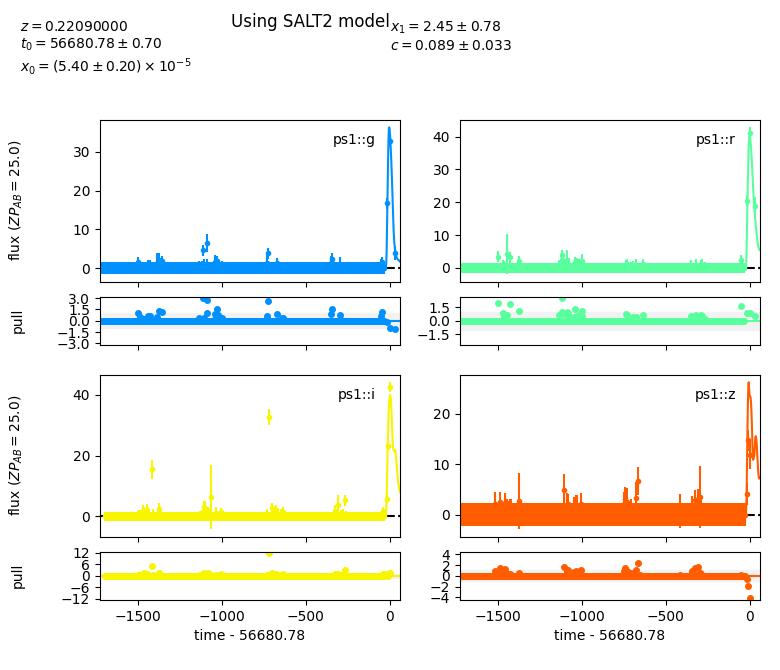 Using SALT2 model
z = 0.22090000
t0 = 56680.78 ± 0.70
x0 = (5.40 ± 0.20) × 10^−5
x1 = 2.45 ± 0.78
c = 0.089 ± 0.033
flux (ZP_AB = 25.0)
30
20
10
0
ps1::g
40
30
20
10
0
ps1::r
pull
3.0
1.5
0.0
−1.5
−3.0
1.5
0.0
−1.5
flux (ZP_AB = 25.0)
40
20
0
ps1::i
20
10
0
ps1::z
pull
12
6
0
−6
−12
4
2
0
−2
−4
−1500 −1000 −500 0
−1500 −1000 −500 0
time - 56680.78
time - 56680.78